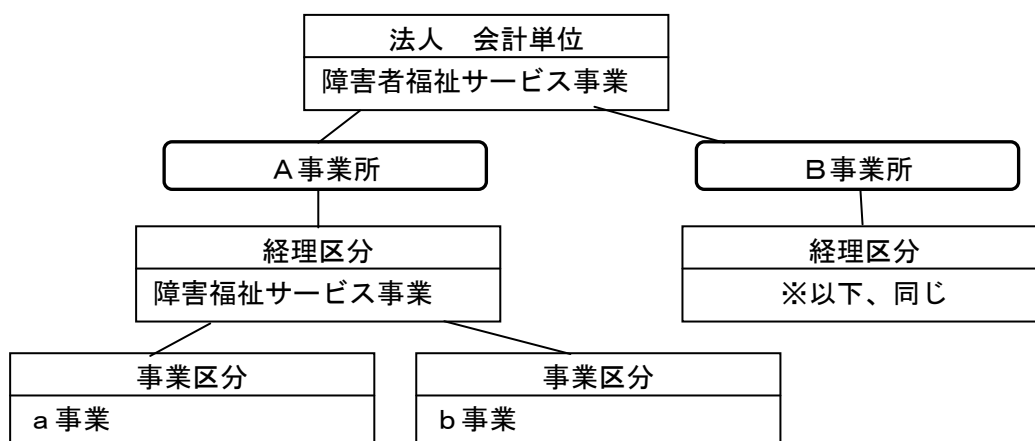 法人　会計単位
障害者福祉サービス事業
Ａ事業所
Ｂ事業所
経理区分
障害福祉サービス事業
経理区分
※以下、同じ
事業区分
ａ事業
事業区分
ｂ事業